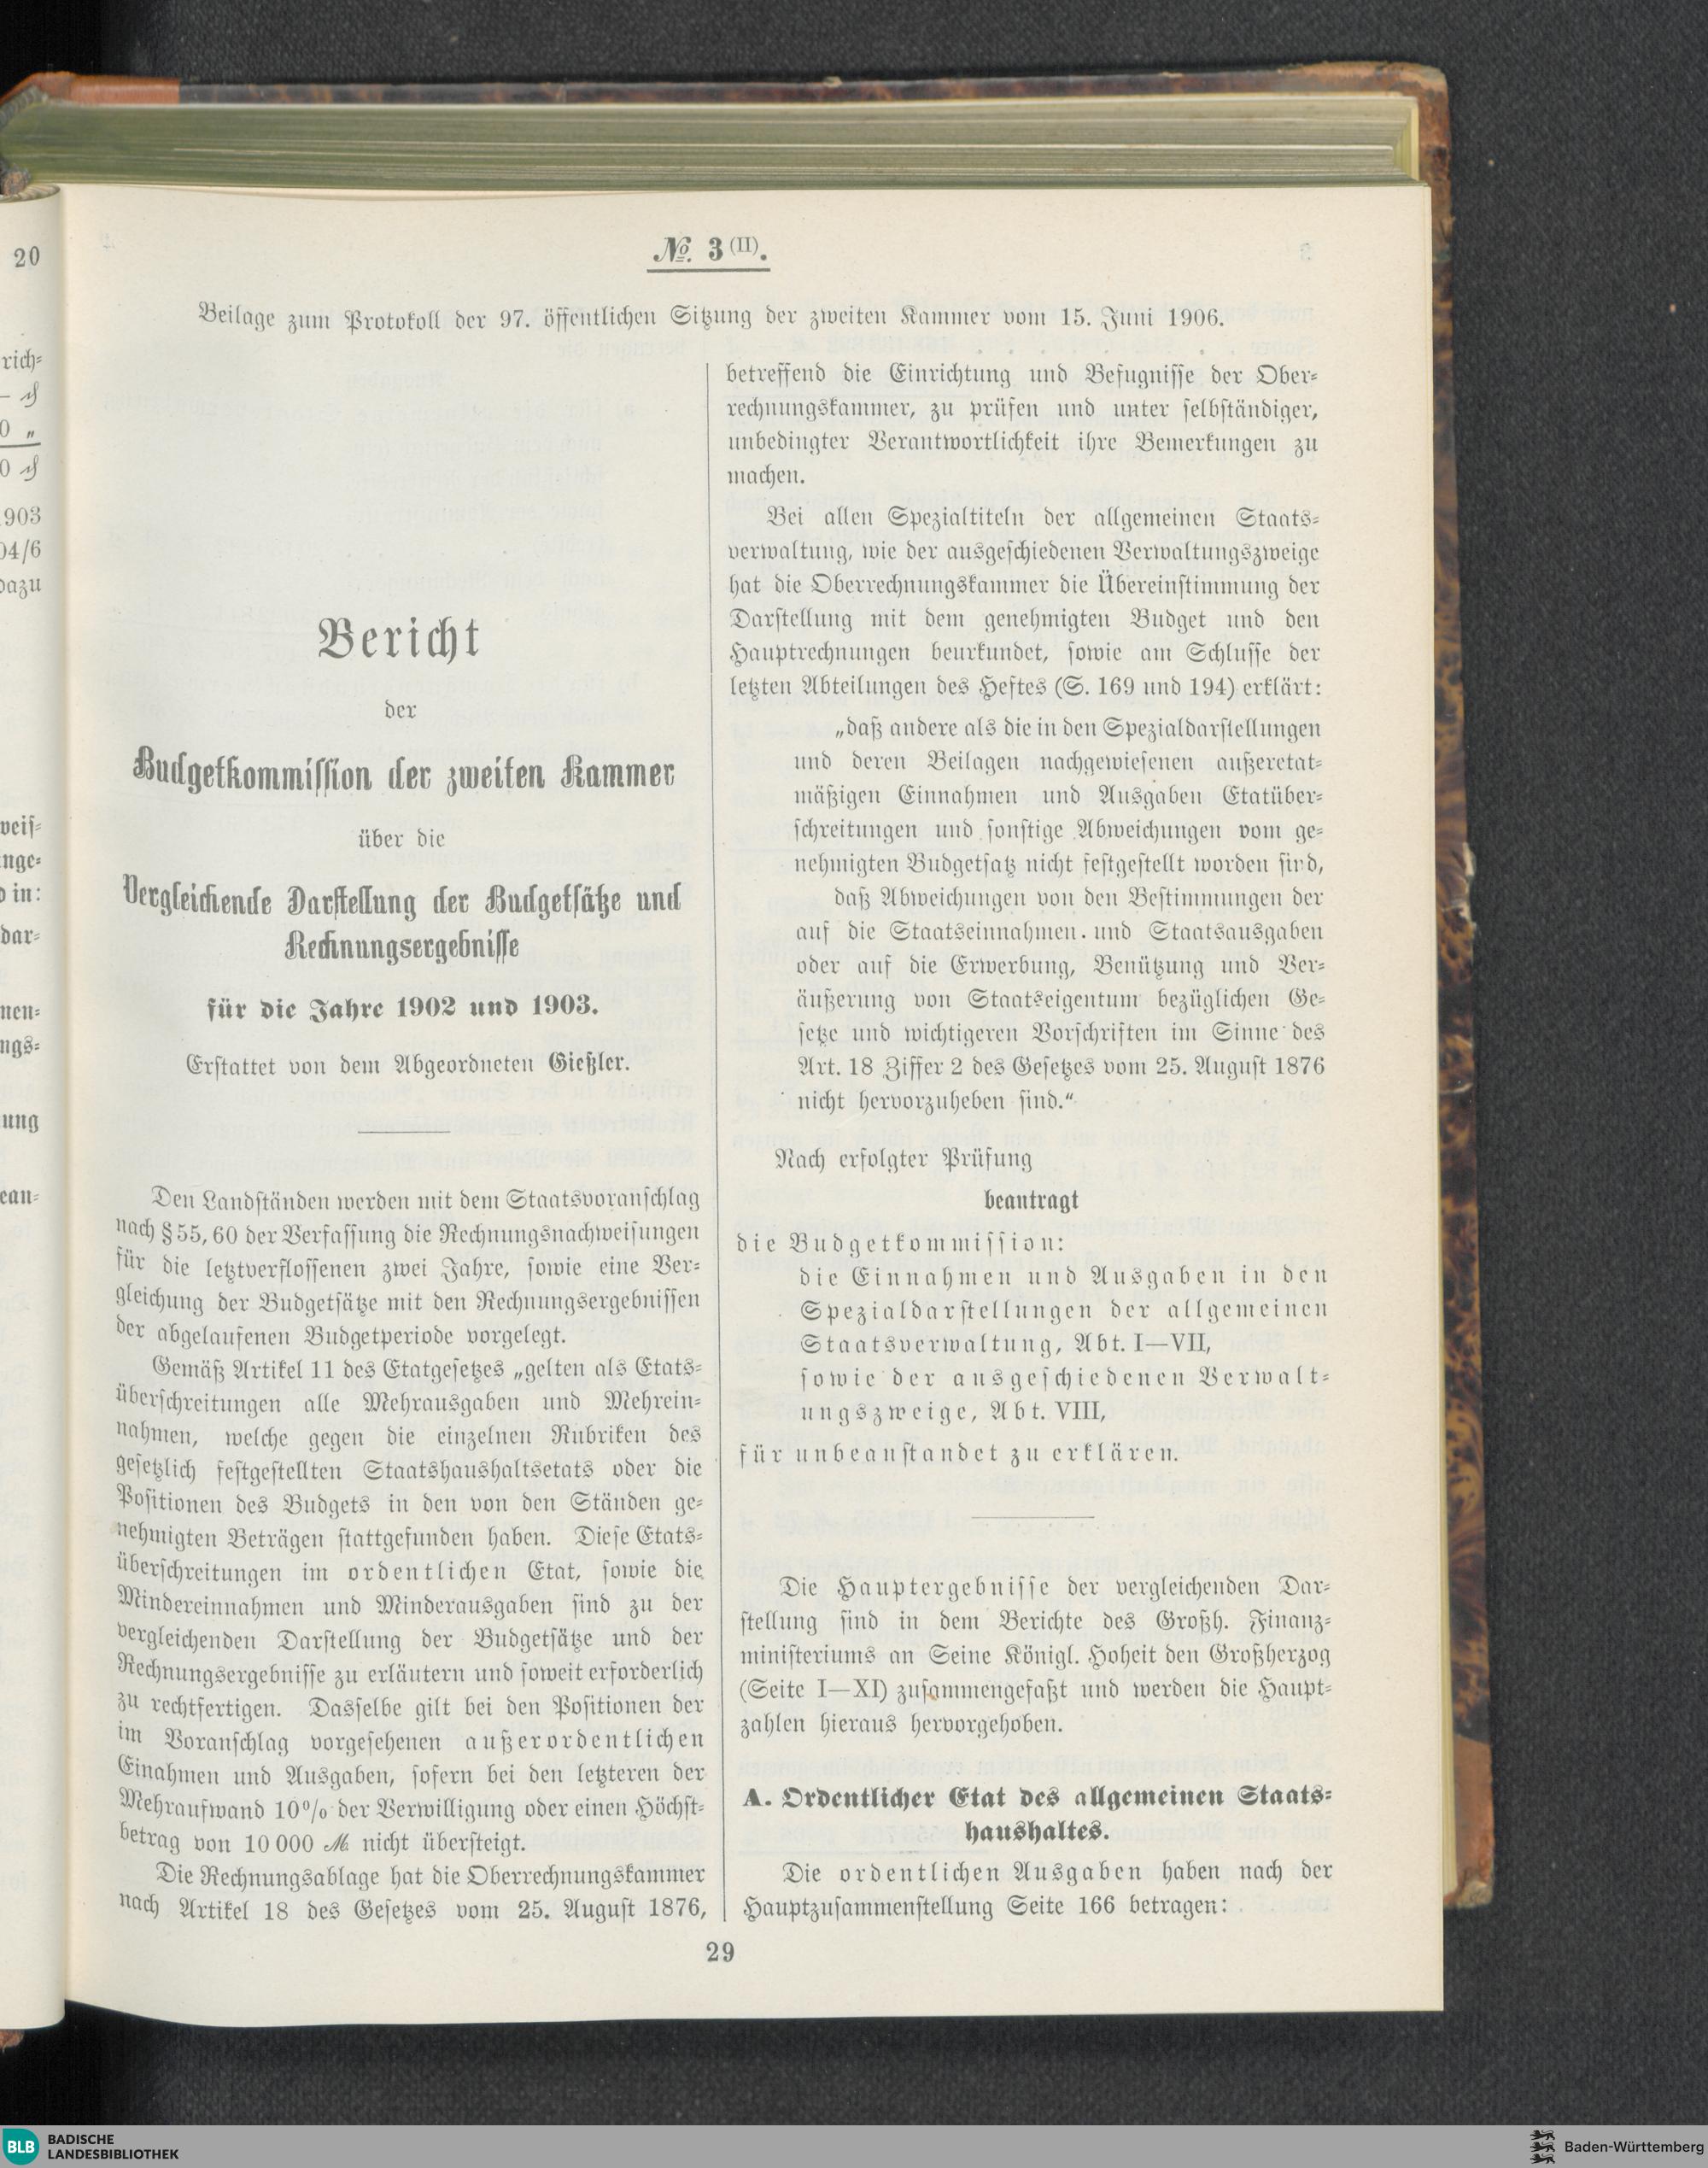 20
rich-
0 „
903
04/6
dazu
weis-
nge-
in:
dar-
nen-
ngs-
ung
ean-
No. 3 (II).
Beilage zum Protokoll der 97. öffentlichen Sitzung der zweiten Kammer vom 15. Juni 1906.
Bericht
der
Budgetkommission der zweiten Kammer
über die
Vergleichende Darstellung der Budgetsätze und
Rechnungsergebnisse
für die Jahre 1902 und 1903.
Erstattet von dem Abgeordneten Gießler.
Den Landständen werden mit dem Staatsvoranschlag
nach § 55, 60 der Verfassung die Rechnungsnachweisungen
für die letztverflossenen zwei Jahre, sowie eine Ver-
gleichung der Budgetsätze mit den Rechnungsergebnissen
der abgelaufenen Budgetperiode vorgelegt.
Gemäß Artikel 11 des Etatgesetzes „gelten als Etats-
überschreitungen alle Mehrausgaben und Mehrein-
nahmen, welche gegen die einzelnen Rubriken des
gesetzlich festgestellten Staatshaushaltsetats oder die
Positionen des Budgets in den von den Ständen ge-
nehmigten Beträgen stattgefunden haben. Diese Etats-
überschreitungen im ordentlichen Etat, sowie die
Mindereinnahmen und Minderausgaben sind zu der
vergleichenden Darstellung der Budgetsätze und der
Rechnungsergebnisse zu erläutern und soweit erforderlich
zu rechtfertigen. Dasselbe gilt bei den Positionen der
im Voranschlag vorgesehenen außerordentlichen
Einahmen und Ausgaben, sofern bei den letzteren der
Mehraufwand 10% der Verwilligung oder einen Höchst-
betrag von 10 000 ℳ nicht übersteigt.
Die Rechnungsablage hat die Oberrechnungskammer
nach Artikel 18 des Gesetzes vom 25. August 1876,
betreffend die Einrichtung und Befugnisse der Ober-
rechnungskammer, zu prüfen und unter selbständiger,
unbedingter Verantwortlichkeit ihre Bemerkungen zu
machen.
Bei allen Spezialtiteln der allgemeinen Staats-
verwaltung, wie der ausgeschiedenen Verwaltungszweige
hat die Oberrechnungskammer die Übereinstimmung der
Darstellung mit dem genehmigten Budget und den
Hauptrechnungen beurkundet, sowie am Schlusse der
letzten Abteilungen des Heftes (S. 169 und 194) erklärt:
„daß andere als die in den Spezialdarstellungen
und deren Beilagen nachgewiesenen außeretat-
mäßigen Einnahmen und Ausgaben Etatüber-
schreitungen und sonstige Abweichungen vom ge-
nehmigten Budgetsatz nicht festgestellt worden sind,
daß Abweichungen von den Bestimmungen der
auf die Staatseinnahmen. und Staatsausgaben
oder auf die Erwerbung, Benützung und Ver-
äußerung von Staatseigentum bezüglichen Ge-
setze und wichtigeren Vorschriften im Sinne des
Art. 18 Ziffer 2 des Gesetzes vom 25. August 1876
nicht hervorzuheben sind.“
Nach erfolgter Prüfung
beantragt
die Budgetkommission:
die Einnahmen und Ausgaben in den
Spezialdarstellungen der allgemeinen
Staatsverwaltung, Abt. I—VII,
sowie der ausgeschiedenen Verwalt-
ungszweige, Abt. VIII,
für unbeanstandet zu erklären.
Die Hauptergebnisse der vergleichenden Dar-
stellung sind in dem Berichte des Großh. Finanz-
ministeriums an Seine Königl. Hoheit den Großherzog
(Seite I—XI) zusammengefaßt und werden die Haupt-
zahlen hieraus hervorgehoben.
A. Ordentlicher Etat des allgemeinen Staats-
haushaltes.
Die ordentlichen Ausgaben haben nach der
Hauptzusammenstellung Seite 166 betragen:
29
BLB BADISCHE
LANDESBIBLIOTHEK
Baden-Württemberg